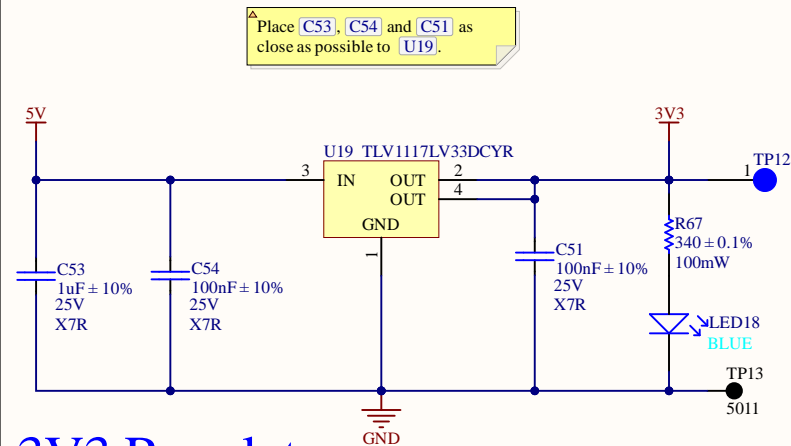 Place C53, C54 and C51 as
close as possible to U19.
5V
3V3
U19 TLV1117LV33DCYR
TP12
3
IN
OUT
2
1
OUT
4
GND
1
R67
340 ± 0.1%
100mW
C53
1uF ± 10%
25V
X7R
C54
100nF ± 10%
25V
X7R
C51
100nF ± 10%
25V
X7R
LED18
BLUE
TP13
5011
GND
3V3